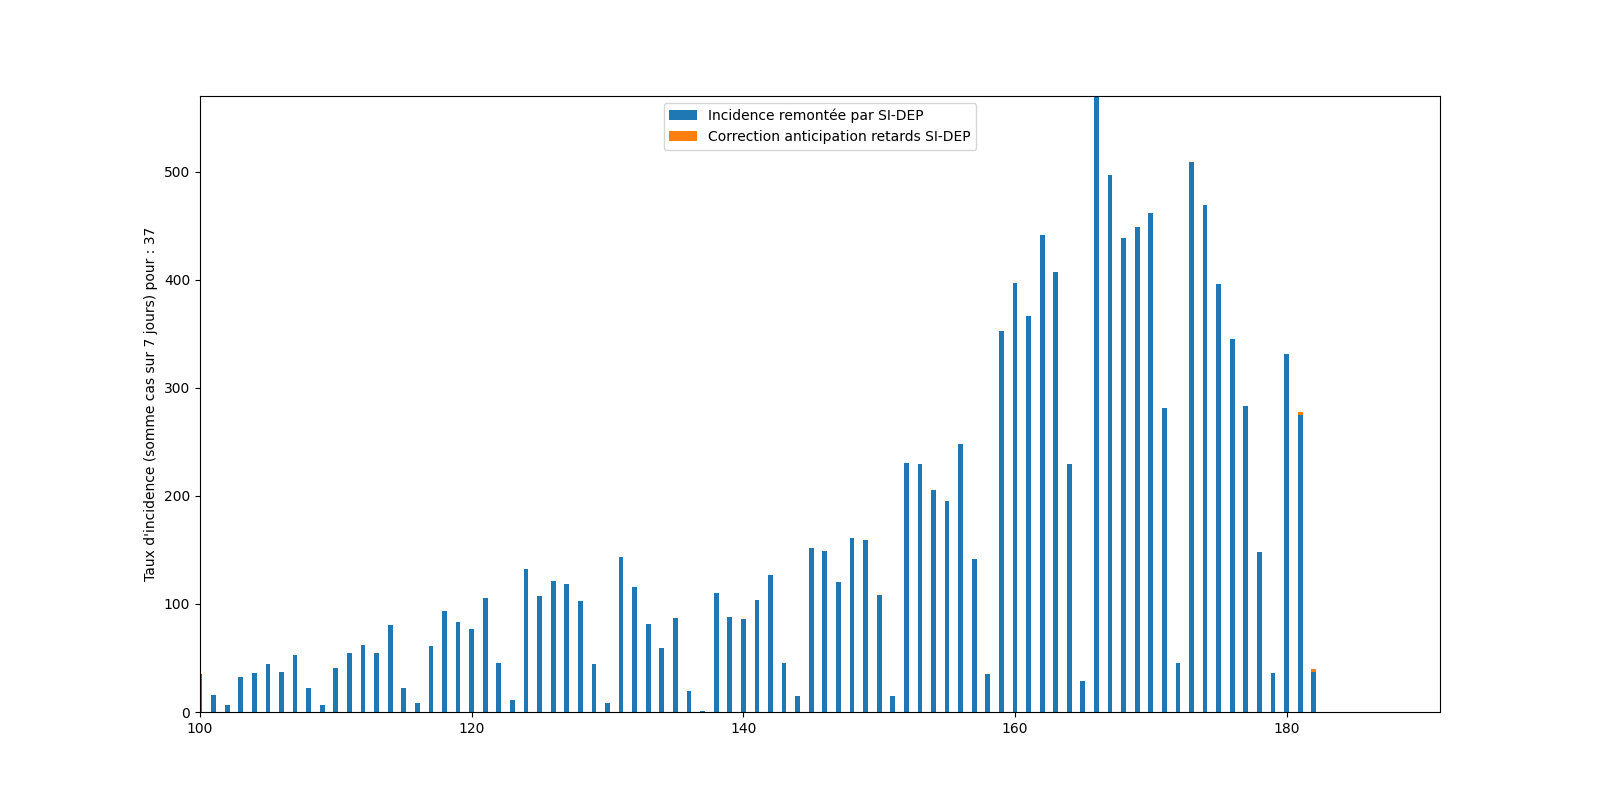 Incidence remontée par SI-DEP
Correction anticipation retards SI-DEP
Taux d'incidence (somme cas sur 7 jours) pour : 37
500
400
300
200
100
0
100 120 140 160 180